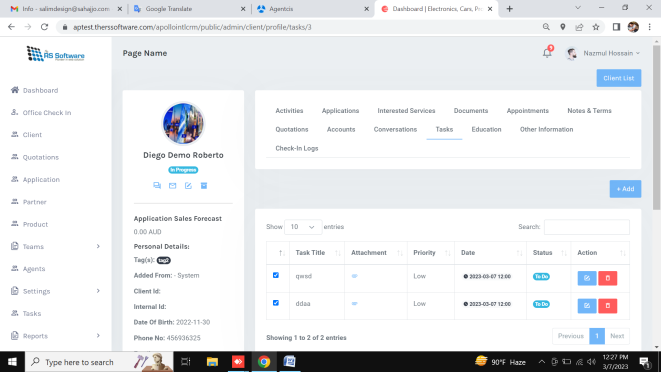 Info - salimdesign@sahajjo.com
Google Translate
Agentcis
Dashboard | Electronics, Cars, Fa
aptest.therssoftware.com/apollointlcrm/public/admin/client/profile/tasks/3
RS Software
Page Name
9
Nazmul Hossain
Client List
Dashboard
Office Check In
Client
Quotations
Application
Partner
Product
Teams
Agents
Settings
Tasks
Reports
Diego Demo Roberto
In Progress
Application Sales Forecast
0.00 AUD
Personal Details:
Tag(s): tag2
Added From: - System
Client Id:
Internal Id:
Date Of Birth: 2022-11-30
Phone No: 456936325
Activities Applications Interested Services Documents Appointments Notes & Terms
Quotations Accounts Conversations Tasks Education Other Information
Check-In Logs
+ Add
Show 10 entries Search:
Task Title Attachment Priority Date Status Action
qwsd Low 2023-03-07 12:00 To Do
ddaa Low 2023-03-07 12:00 To Do
Showing 1 to 2 of 2 entries
Previous 1 Next
Type here to search
90°F Haze
12:27 PM
3/7/2023